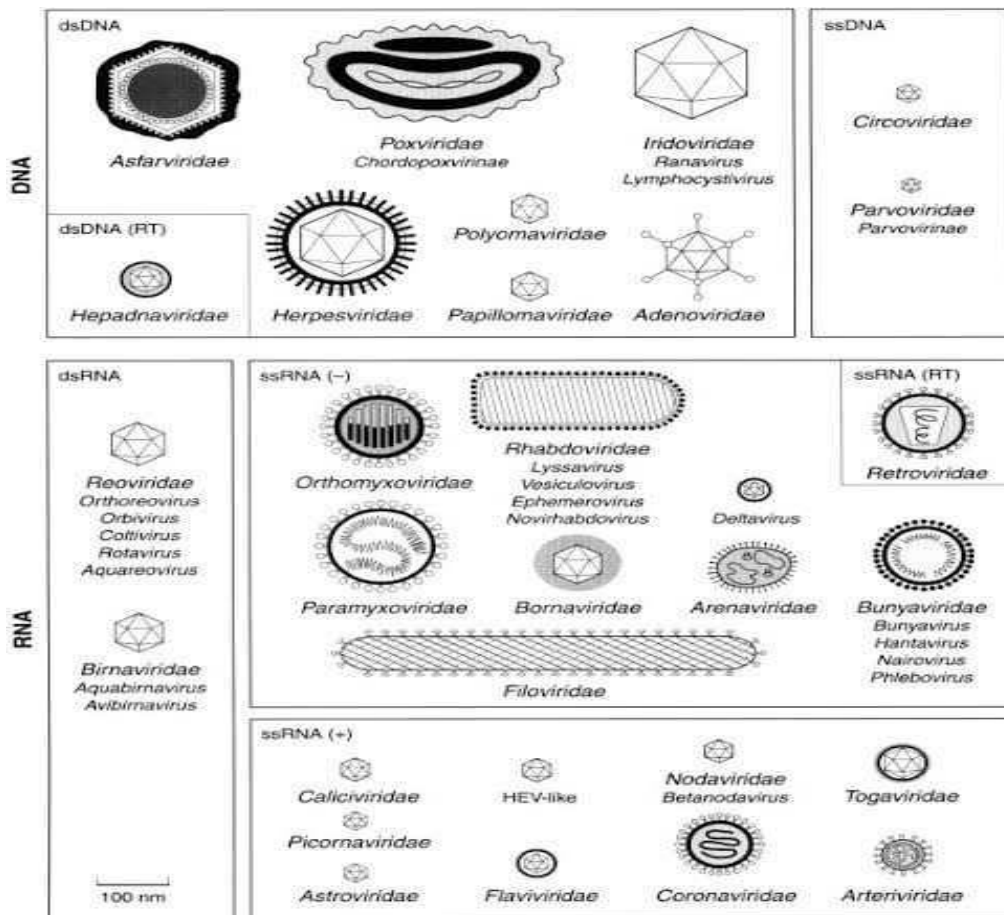 DNA
dsDNA
Asfarviridae
Poxviridae
Chordopoxvirinae
Iridoviridae
Ranavirus
Lymphocystivirus
dsDNA (RT)
Hepadnaviridae
Herpesviridae
Polyomaviridae
Papillomaviridae
Adenoviridae
ssDNA
Circoviridae
Parvoviridae
Parvovirinae
RNA
dsRNA
Reoviridae
Orthoreovirus
Orbivirus
Coltivirus
Rotavirus
Aquareovirus
Birnaviridae
Aquabirnavirus
Avibirnavirus
100 nm
ssRNA (−)
Orthomyxoviridae
Rhabdoviridae
Lyssavirus
Vesiculovirus
Ephemerovirus
Novirhabdovirus
Deltavirus
ssRNA (RT)
Retroviridae
Paramyxoviridae
Bornaviridae
Arenaviridae
Bunyaviridae
Bunyavirus
Hantavirus
Nairovirus
Phlebovirus
Filoviridae
ssRNA (+)
Caliciviridae
HEV-like
Nodaviridae
Betanodavirus
Togaviridae
Picornaviridae
Astroviridae
Flaviviridae
Coronaviridae
Arteriviridae